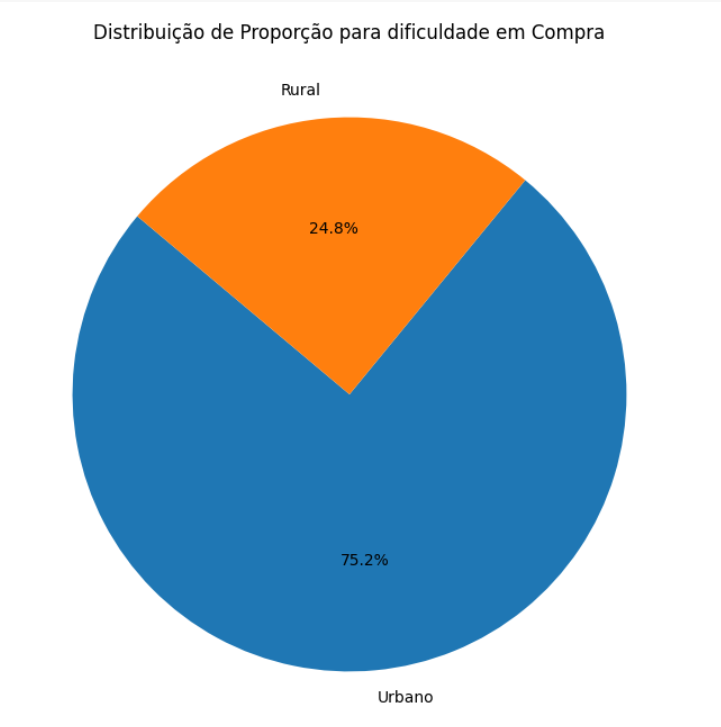 Distribuição de Proporção para dificuldade em Compra
Rural
24.8%
75.2%
Urbano